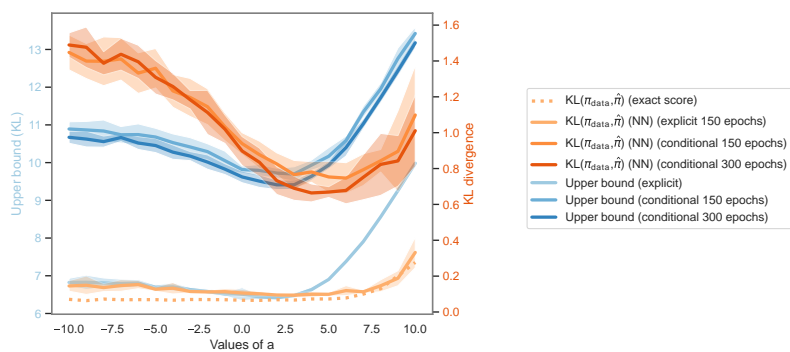 Upper bound (KL)
13
12
11
10
9
8
7
6
1.6
1.4
1.2
1.0
0.8
0.6
0.4
0.2
0.0
KL divergence
−10.0 −7.5 −5.0 −2.5 0.0 2.5 5.0 7.5 10.0
Values of a
KL(π_data, π̂) (exact score)
KL(π_data, π̂) (NN) (explicit 150 epochs)
KL(π_data, π̂) (NN) (conditional 150 epochs)
KL(π_data, π̂) (NN) (conditional 300 epochs)
Upper bound (explicit)
Upper bound (conditional 150 epochs)
Upper bound (conditional 300 epochs)